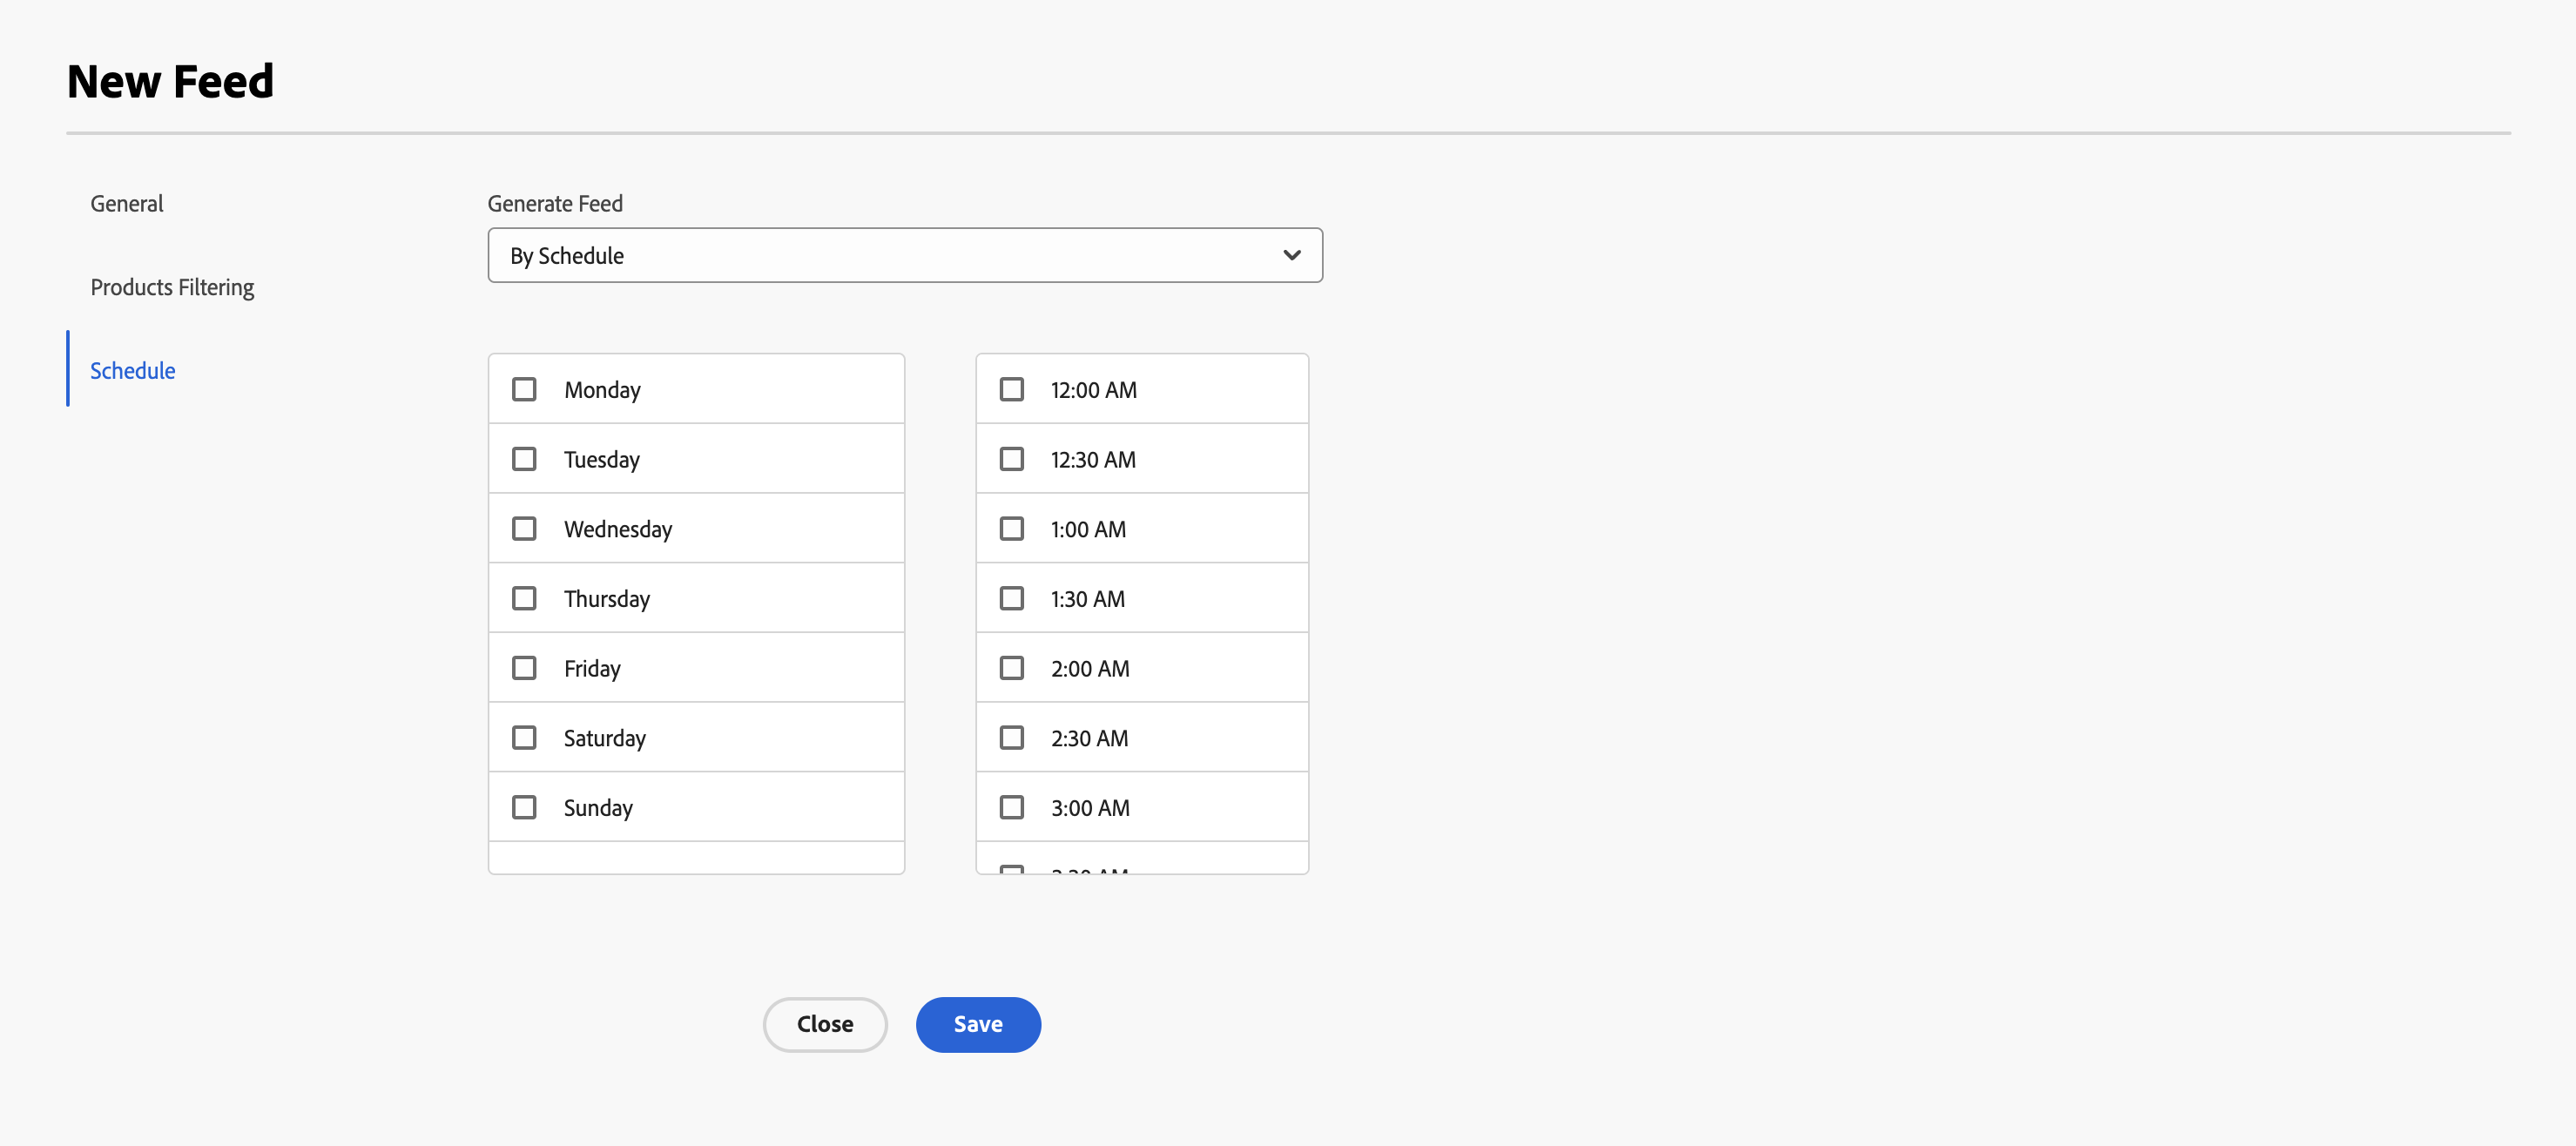 New Feed
General
Products Filtering
Schedule
Generate Feed
By Schedule
Monday
Tuesday
Wednesday
Thursday
Friday
Saturday
Sunday
12:00 AM
12:30 AM
1:00 AM
1:30 AM
2:00 AM
2:30 AM
3:00 AM
Close
Save